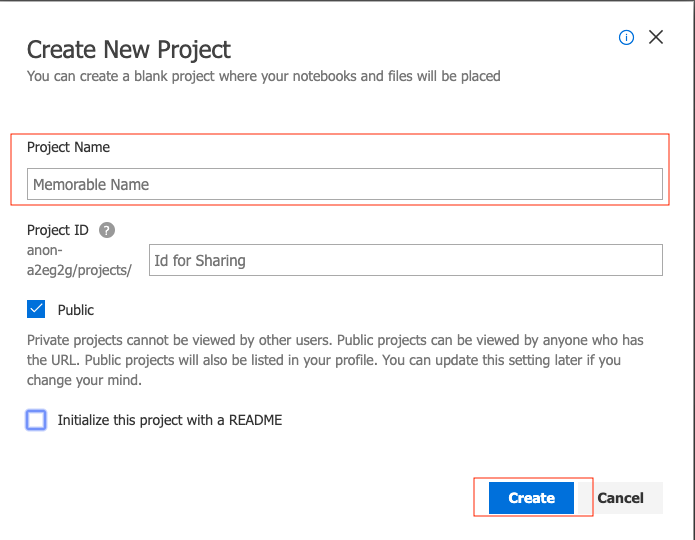 Create New Project
You can create a blank project where your notebooks and files will be placed
Project Name
Memorable Name
Project ID ?
anon-
a2eg2g/projects/
Id for Sharing
Public
Private projects cannot be viewed by other users. Public projects can be viewed by anyone who has
the URL. Public projects will also be listed in your profile. You can update this setting later if you
change your mind.
Initialize this project with a README
Create
Cancel